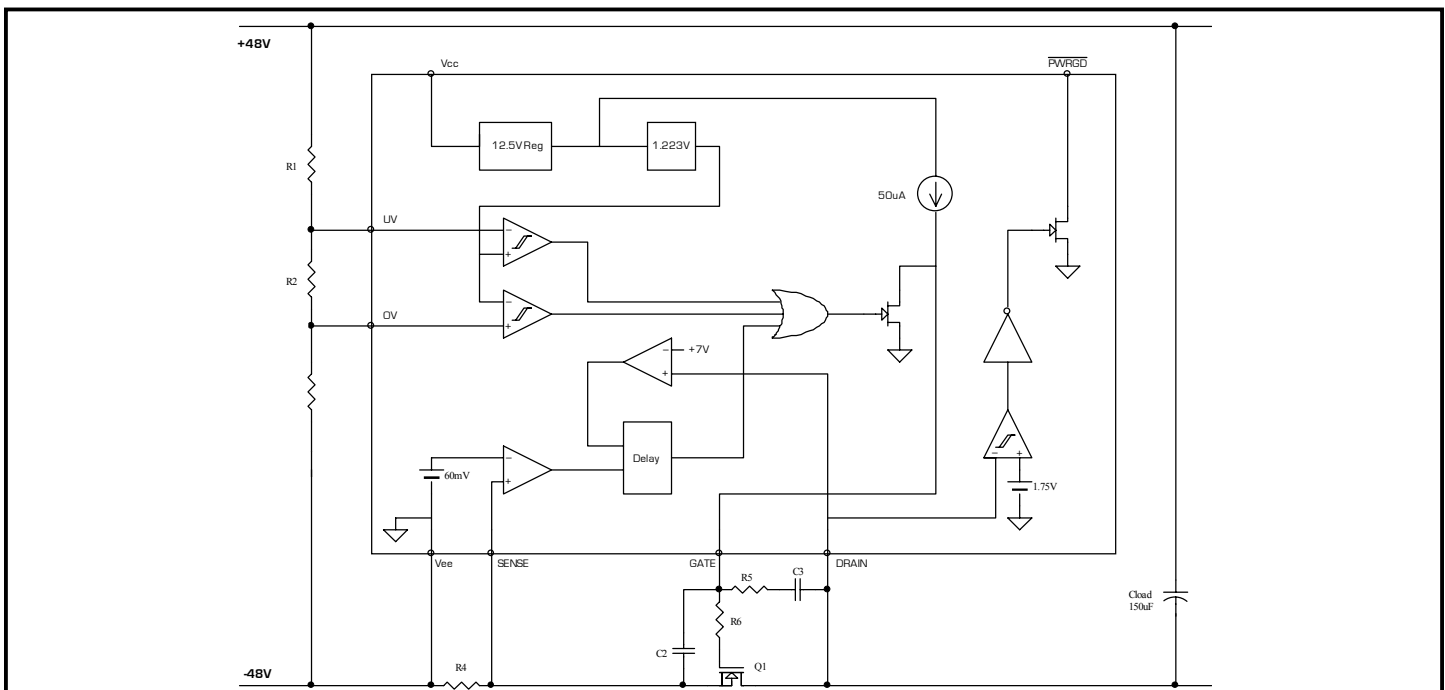 +48V
Vcc
PWRGD
12.5V Reg
1.223V
R1
50uA
UV
−
+
R2
OV
−
+
−
+7V
+
Delay
−
+
60mV
−
+
1.75V
Vee
SENSE
GATE
DRAIN
R5
C3
R6
Cload
150uF
C2
R4
Q1
-48V